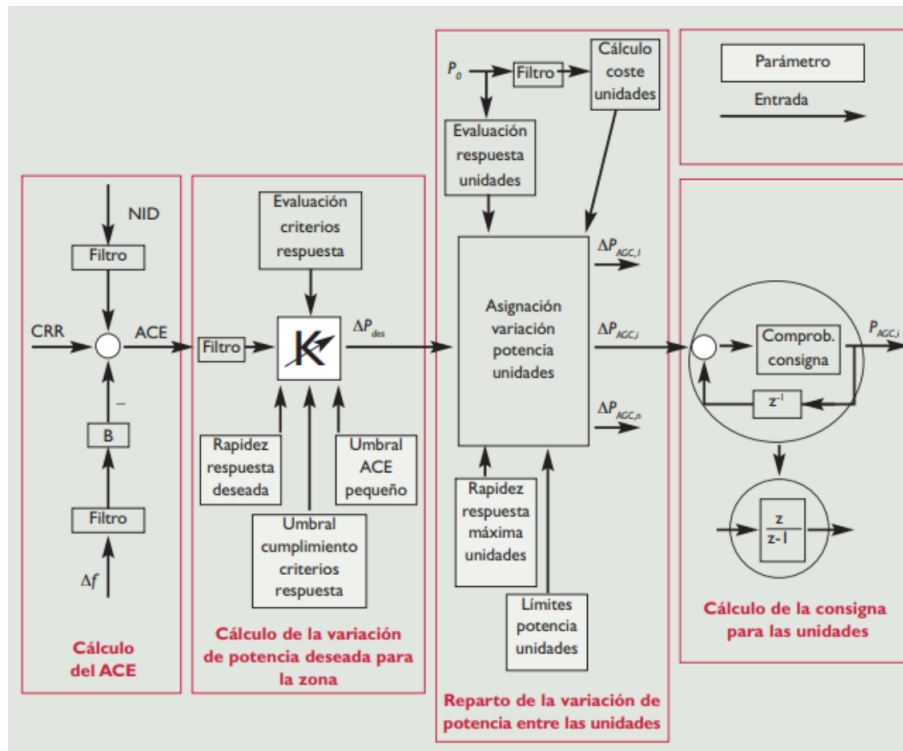 NID
Filtro
CRR
ACE
–
B
Filtro
Δf
Cálculo
del ACE
Evaluación
criterios
respuesta
Filtro
K
ΔPdes
Rapidez
respuesta
deseada
Umbral
ACE
pequeño
Umbral
cumplimiento
criterios
respuesta
Cálculo de la variación
de potencia deseada para
la zona
P0
Filtro
Cálculo
coste
unidades
Evaluación
respuesta
unidades
Asignación
variación
potencia
unidades
ΔPAGC,1
ΔPAGC,i
ΔPAGC,n
Rapidez
respuesta
máxima
unidades
Límites
potencia
unidades
Reparto de la variación de
potencia entre las unidades
Parámetro
Entrada
Comprob.
consigna
PAGC,i
z-1
z
z-1
Cálculo de la consigna
para las unidades